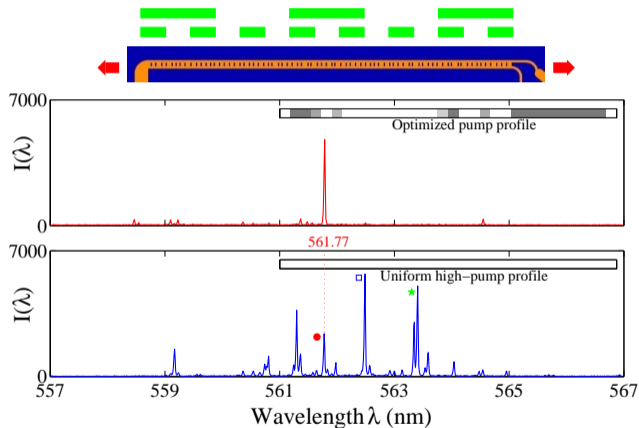 7000
I(λ)
Optimized pump profile
0
561.77
7000
I(λ)
Uniform high-pump profile
0
557 559 561 563 565 567
Wavelength λ (nm)